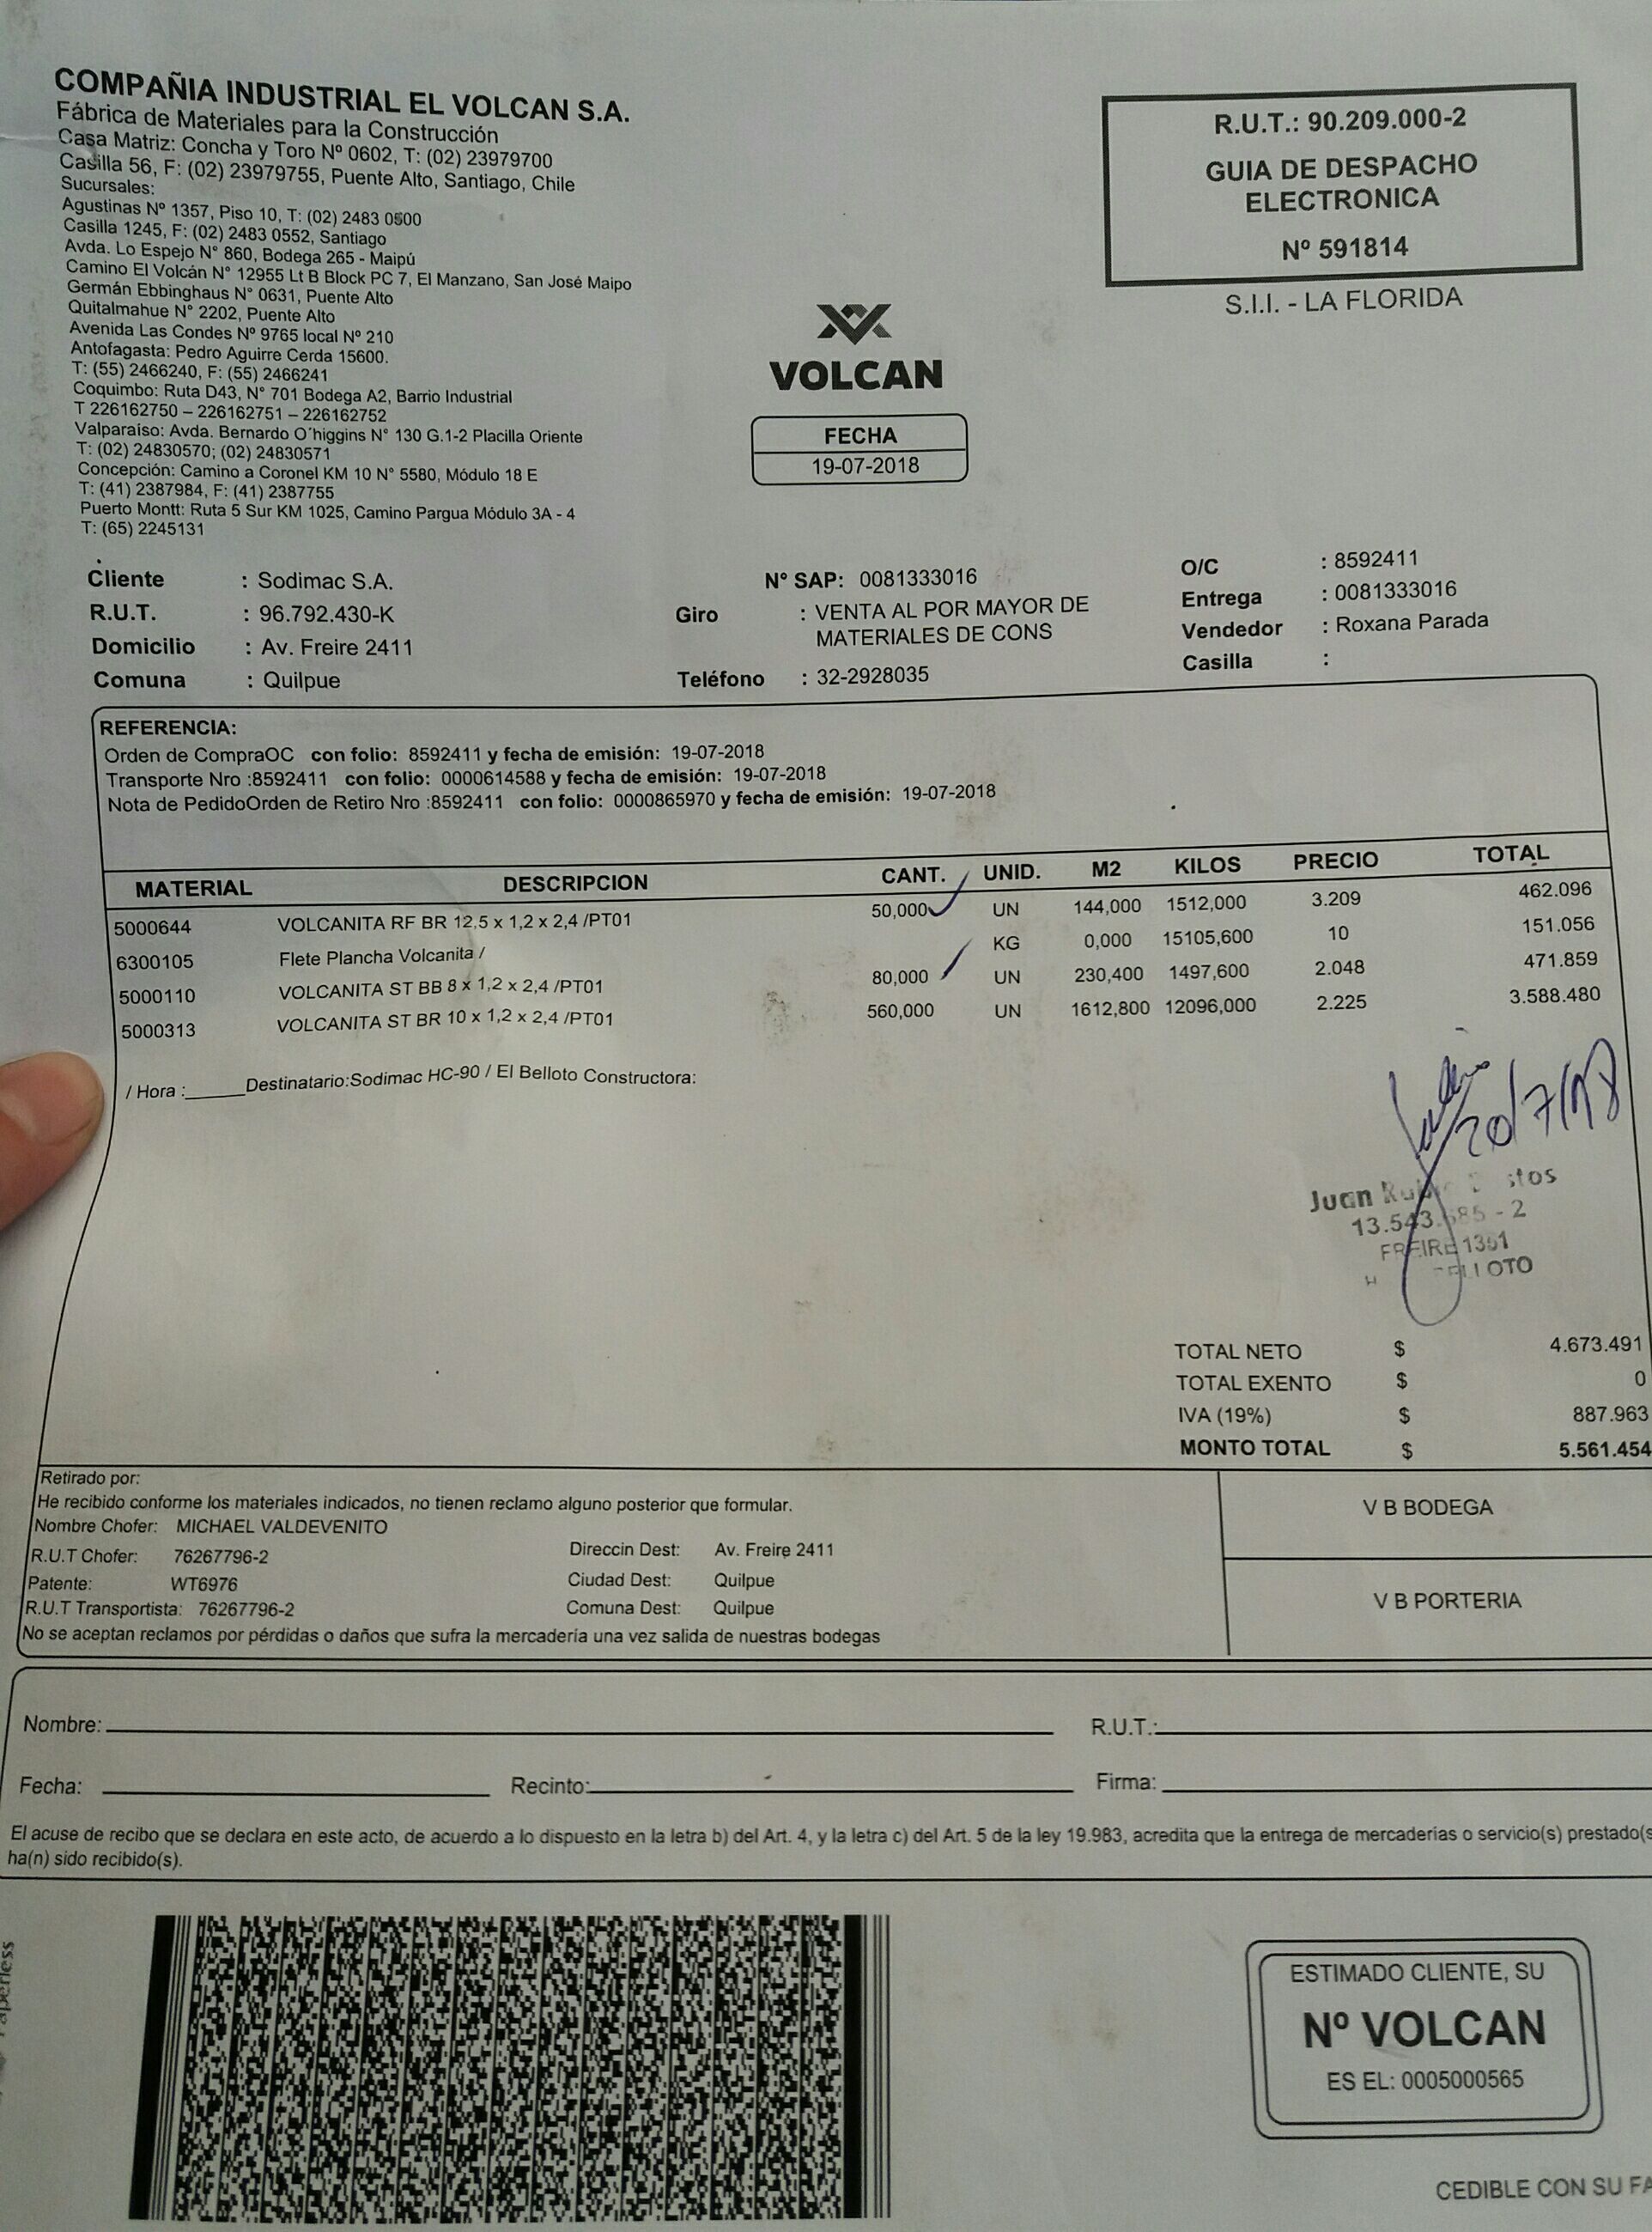 COMPAÑIA INDUSTRIAL EL VOLCAN S.A.
Fábrica de Materiales para la Construcción
Casa Matriz: Concha y Toro Nº 0602, T: (02) 23979700
Casilla 56, F: (02) 23979755, Puente Alto, Santiago, Chile
Sucursales:
Agustinas Nº 1357, Piso 10, T: (02) 2483 0500
Casilla 1245, F: (02) 2483 0552, Santiago
Avda. Lo Espejo N° 860, Bodega 265 - Maipú
Camino El Volcán N° 12955 Lt B Block PC 7, El Manzano, San José Maipo
Germán Ebbinghaus N° 0631, Puente Alto
Quitalmahue N° 2202, Puente Alto
Avenida Las Condes Nº 9765 local Nº 210
Antofagasta: Pedro Aguirre Cerda 15600.
T: (55) 2466240, F: (55) 2466241
Coquimbo: Ruta D43, N° 701 Bodega A2, Barrio Industrial
T 226162750 – 226162751 – 226162752
Valparaíso: Avda. Bernardo O´higgins N° 130 G.1-2 Placilla Oriente
T: (02) 24830570; (02) 24830571
Concepción: Camino a Coronel KM 10 N° 5580, Módulo 18 E
T: (41) 2387984, F: (41) 2387755
Puerto Montt: Ruta 5 Sur KM 1025, Camino Pargua Módulo 3A - 4
T: (65) 2245131
R.U.T.: 90.209.000-2
GUIA DE DESPACHO
ELECTRONICA
Nº 591814
S.I.I. - LA FLORIDA
VOLCAN
FECHA
19-07-2018
Cliente : Sodimac S.A.
R.U.T. : 96.792.430-K
Domicilio : Av. Freire 2411
Comuna : Quilpue
N° SAP: 0081333016
Giro : VENTA AL POR MAYOR DE
MATERIALES DE CONS
Teléfono : 32-2928035
O/C : 8592411
Entrega : 0081333016
Vendedor : Roxana Parada
Casilla :
REFERENCIA:
Orden de CompraOC con folio: 8592411 y fecha de emisión: 19-07-2018
Transporte Nro :8592411 con folio: 0000614588 y fecha de emisión: 19-07-2018
Nota de PedidoOrden de Retiro Nro :8592411 con folio: 0000865970 y fecha de emisión: 19-07-2018
MATERIAL DESCRIPCION CANT. UNID. M2 KILOS PRECIO TOTAL
5000644 VOLCANITA RF BR 12,5 x 1,2 x 2,4 /PT01 50,000 UN 144,000 1512,000 3.209 462.096
6300105 Flete Plancha Volcanita / KG 0,000 15105,600 10 151.056
5000110 VOLCANITA ST BB 8 x 1,2 x 2,4 /PT01 80,000 UN 230,400 1497,600 2.048 471.859
5000313 VOLCANITA ST BR 10 x 1,2 x 2,4 /PT01 560,000 UN 1612,800 12096,000 2.225 3.588.480
/ Hora :______Destinatario:Sodimac HC-90 / El Belloto Constructora:
20/7/18
Juan
FREIRE 1351
TOTAL NETO $ 4.673.491
TOTAL EXENTO $ 0
IVA (19%) $ 887.963
MONTO TOTAL $ 5.561.454
Retirado por:
He recibido conforme los materiales indicados, no tienen reclamo alguno posterior que formular.
Nombre Chofer: MICHAEL VALDEVENITO
R.U.T Chofer: 76267796-2
Patente: WT6976
R.U.T Transportista: 76267796-2
Direccin Dest: Av. Freire 2411
Ciudad Dest: Quilpue
Comuna Dest: Quilpue
No se aceptan reclamos por pérdidas o daños que sufra la mercadería una vez salida de nuestras bodegas
V B BODEGA
V B PORTERIA
Nombre: R.U.T.:
Fecha: Recinto: Firma:
El acuse de recibo que se declara en este acto, de acuerdo a lo dispuesto en la letra b) del Art. 4, y la letra c) del Art. 5 de la ley 19.983, acredita que la entrega de mercaderias o servicio(s) prestado(s
ha(n) sido recibido(s).
ESTIMADO CLIENTE, SU
Nº VOLCAN
ES EL: 0005000565
CEDIBLE CON SU FA